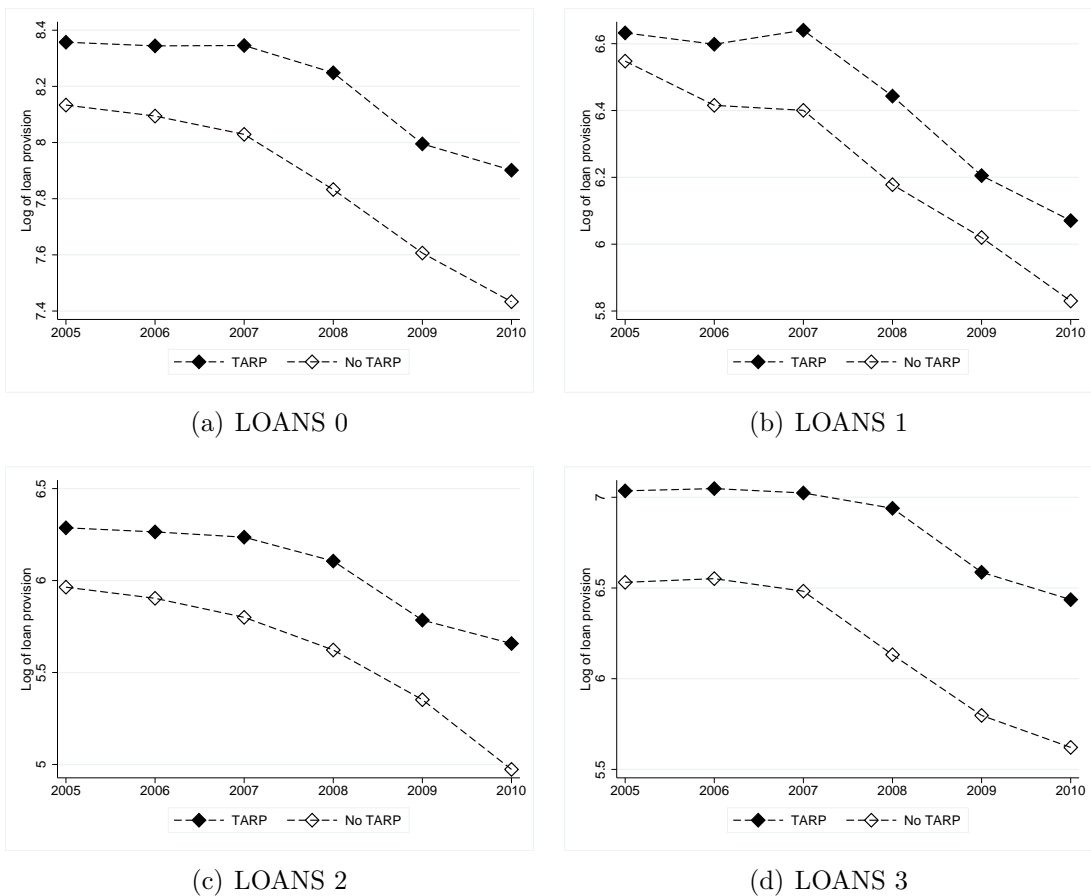 8.4
8.2
8
7.8
7.6
7.4
Log of loan provision
2005 2006 2007 2008 2009 2010
TARP No TARP
(a) LOANS 0
6.6
6.4
6.2
6
5.8
Log of loan provision
2005 2006 2007 2008 2009 2010
TARP No TARP
(b) LOANS 1
6.5
6
5.5
5
Log of loan provision
2005 2006 2007 2008 2009 2010
TARP No TARP
(c) LOANS 2
7
6.5
6
5.5
Log of loan provision
2005 2006 2007 2008 2009 2010
TARP No TARP
(d) LOANS 3